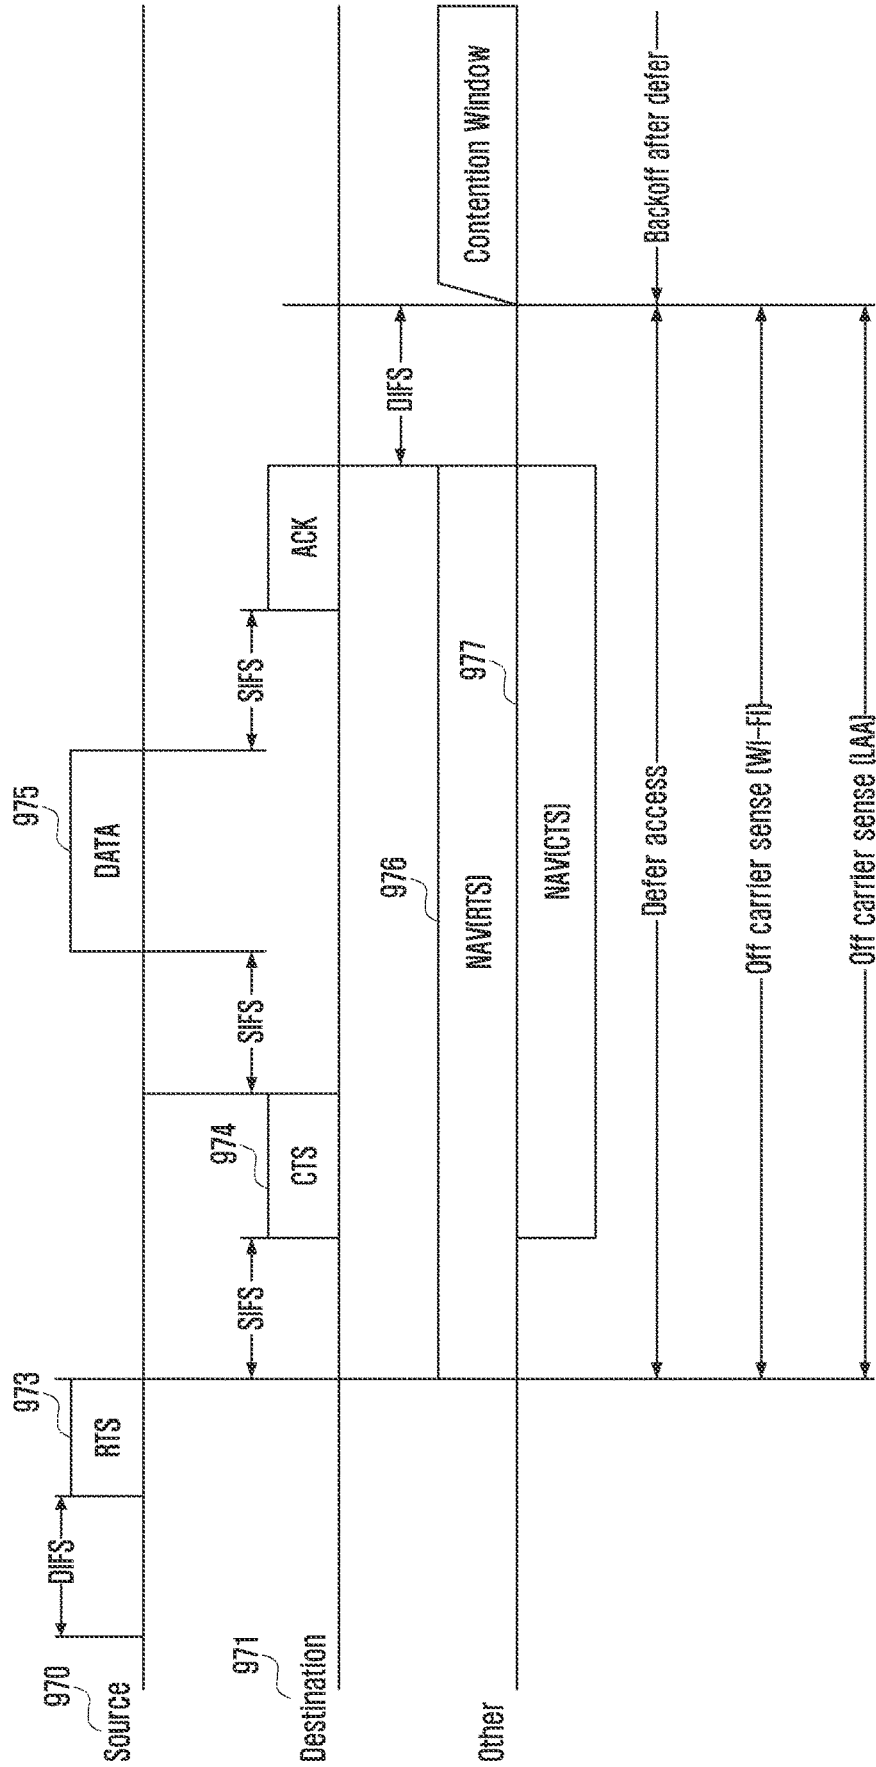 970
Source
DIFS
RTS
973
DATA
975
971
Destination
SIFS
CTS
974
SIFS
SIFS
ACK
Other
NAV(RTS)
976
DIFS
Contention Window
NAV(CTS)
977
Defer access
Backoff after defer
Off carrier sense (WI-FI)
Off carrier sense (LAA)